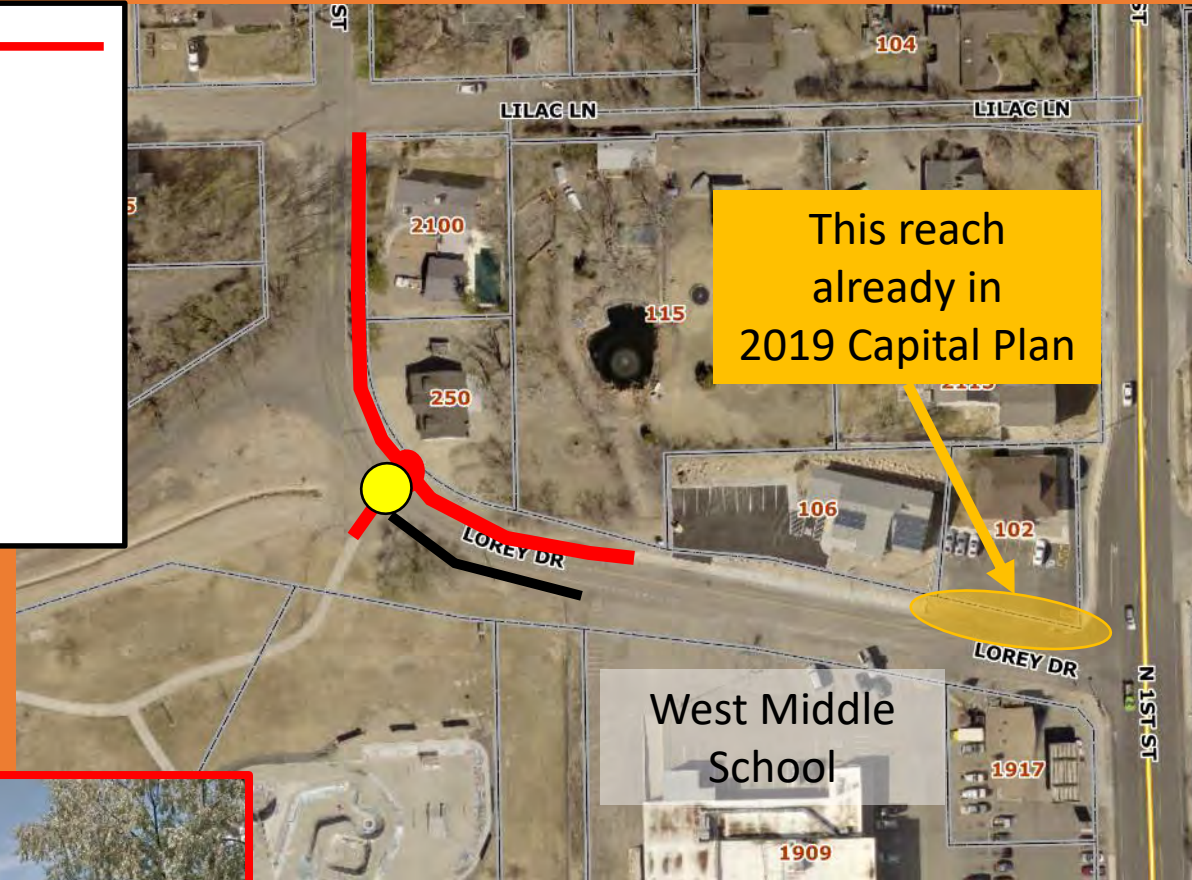 ST
ST
104
LILAC LN
LILAC LN
5
2100
This reach
already in
2019 Capital Plan
115
250
106
102
LOREY DR
LOREY DR
West Middle
School
N 1ST ST
1917
1909